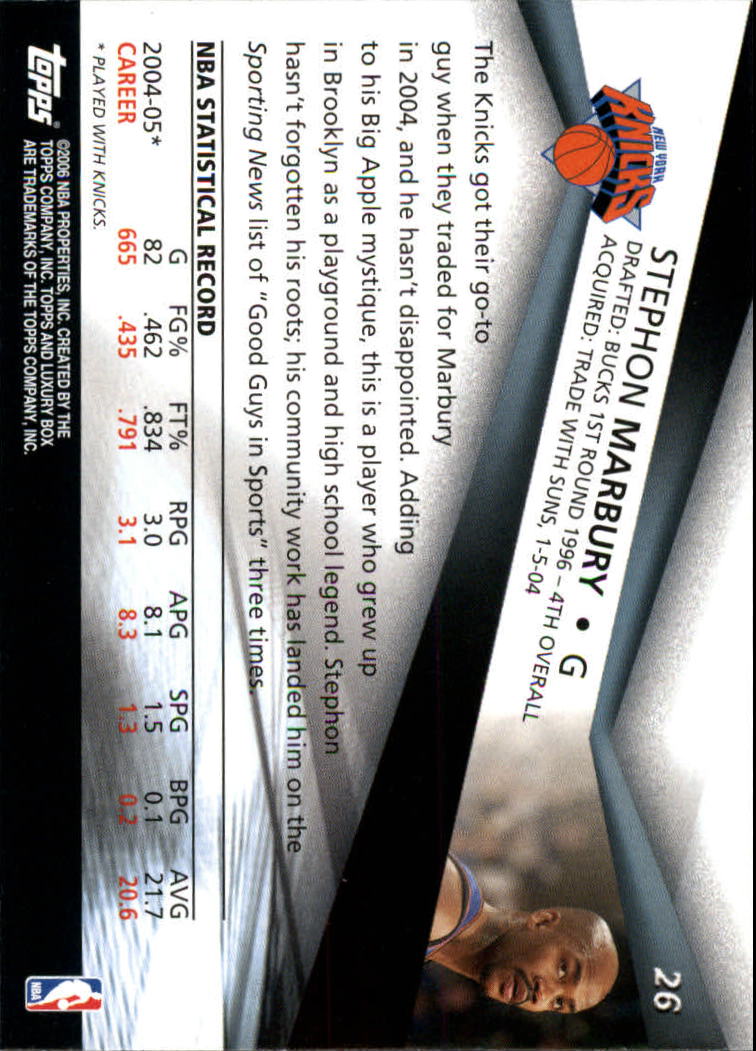 26
NEW YORK
KNICKS
STEPHON MARBURY • G
DRAFTED: BUCKS 1ST ROUND 1996 – 4TH OVERALL
ACQUIRED: TRADE WITH SUNS, 1-5-04
The Knicks got their go-to
guy when they traded for Marbury
in 2004, and he hasn't disappointed. Adding
to his Big Apple mystique, this is a player who grew up
in Brooklyn as a playground and high school legend. Stephon
hasn't forgotten his roots; his community work has landed him on the
Sporting News list of "Good Guys in Sports" three times.
NBA STATISTICAL RECORD
G FG% FT% RPG APG SPG BPG AVG
2004-05* 82 .462 .834 3.0 8.1 1.5 0.1 21.7
CAREER 665 .435 .791 3.1 8.3 1.3 0.2 20.6
* PLAYED WITH KNICKS.
topps®
©2006 NBA PROPERTIES, INC. CREATED BY THE
TOPPS COMPANY, INC. TOPPS AND LUXURY BOX
ARE TRADEMARKS OF THE TOPPS COMPANY, INC.
NBA